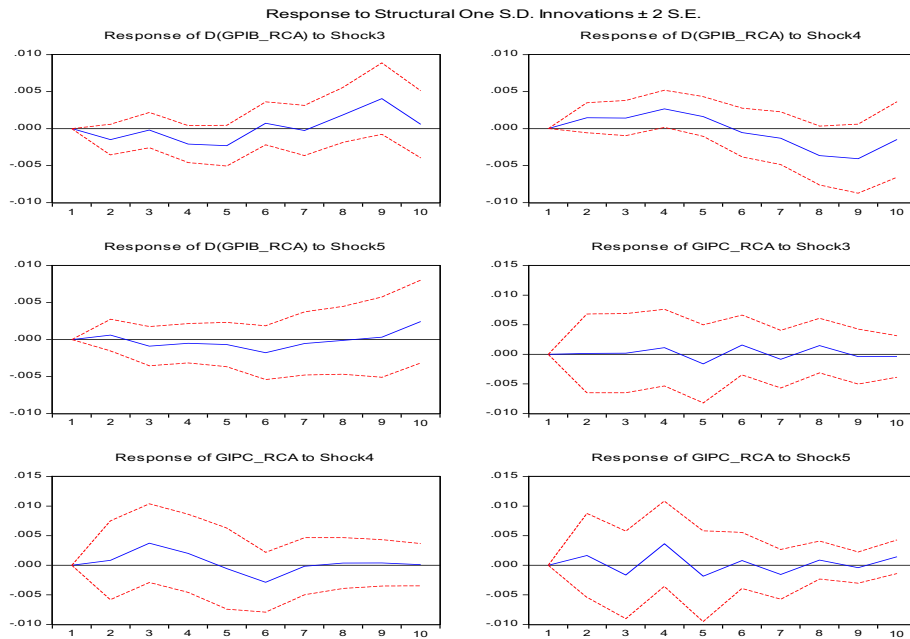 Response to Structural One S.D. Innovations ± 2 S.E.
Response of D(GPIB_RCA) to Shock3
.010
.005
.000
-.005
-.010
1 2 3 4 5 6 7 8 9 10
Response of D(GPIB_RCA) to Shock4
.010
.005
.000
-.005
-.010
1 2 3 4 5 6 7 8 9 10
Response of D(GPIB_RCA) to Shock5
.010
.005
.000
-.005
-.010
1 2 3 4 5 6 7 8 9 10
Response of GIPC_RCA to Shock3
.015
.010
.005
.000
-.005
-.010
1 2 3 4 5 6 7 8 9 10
Response of GIPC_RCA to Shock4
.015
.010
.005
.000
-.005
-.010
1 2 3 4 5 6 7 8 9 10
Response of GIPC_RCA to Shock5
.015
.010
.005
.000
-.005
-.010
1 2 3 4 5 6 7 8 9 10